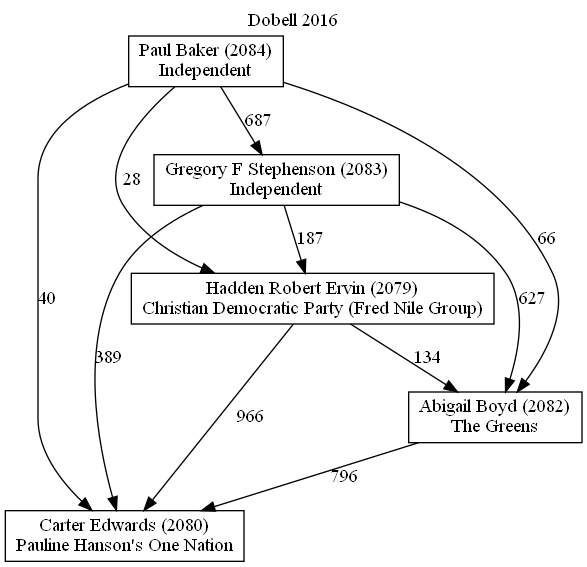 Dobell 2016
Paul Baker (2084)
Independent
687
Gregory F Stephenson (2083)
Independent
28
187
66
Hadden Robert Ervin (2079)
Christian Democratic Party (Fred Nile Group)
40
627
389
134
Abigail Boyd (2082)
The Greens
966
796
Carter Edwards (2080)
Pauline Hanson's One Nation